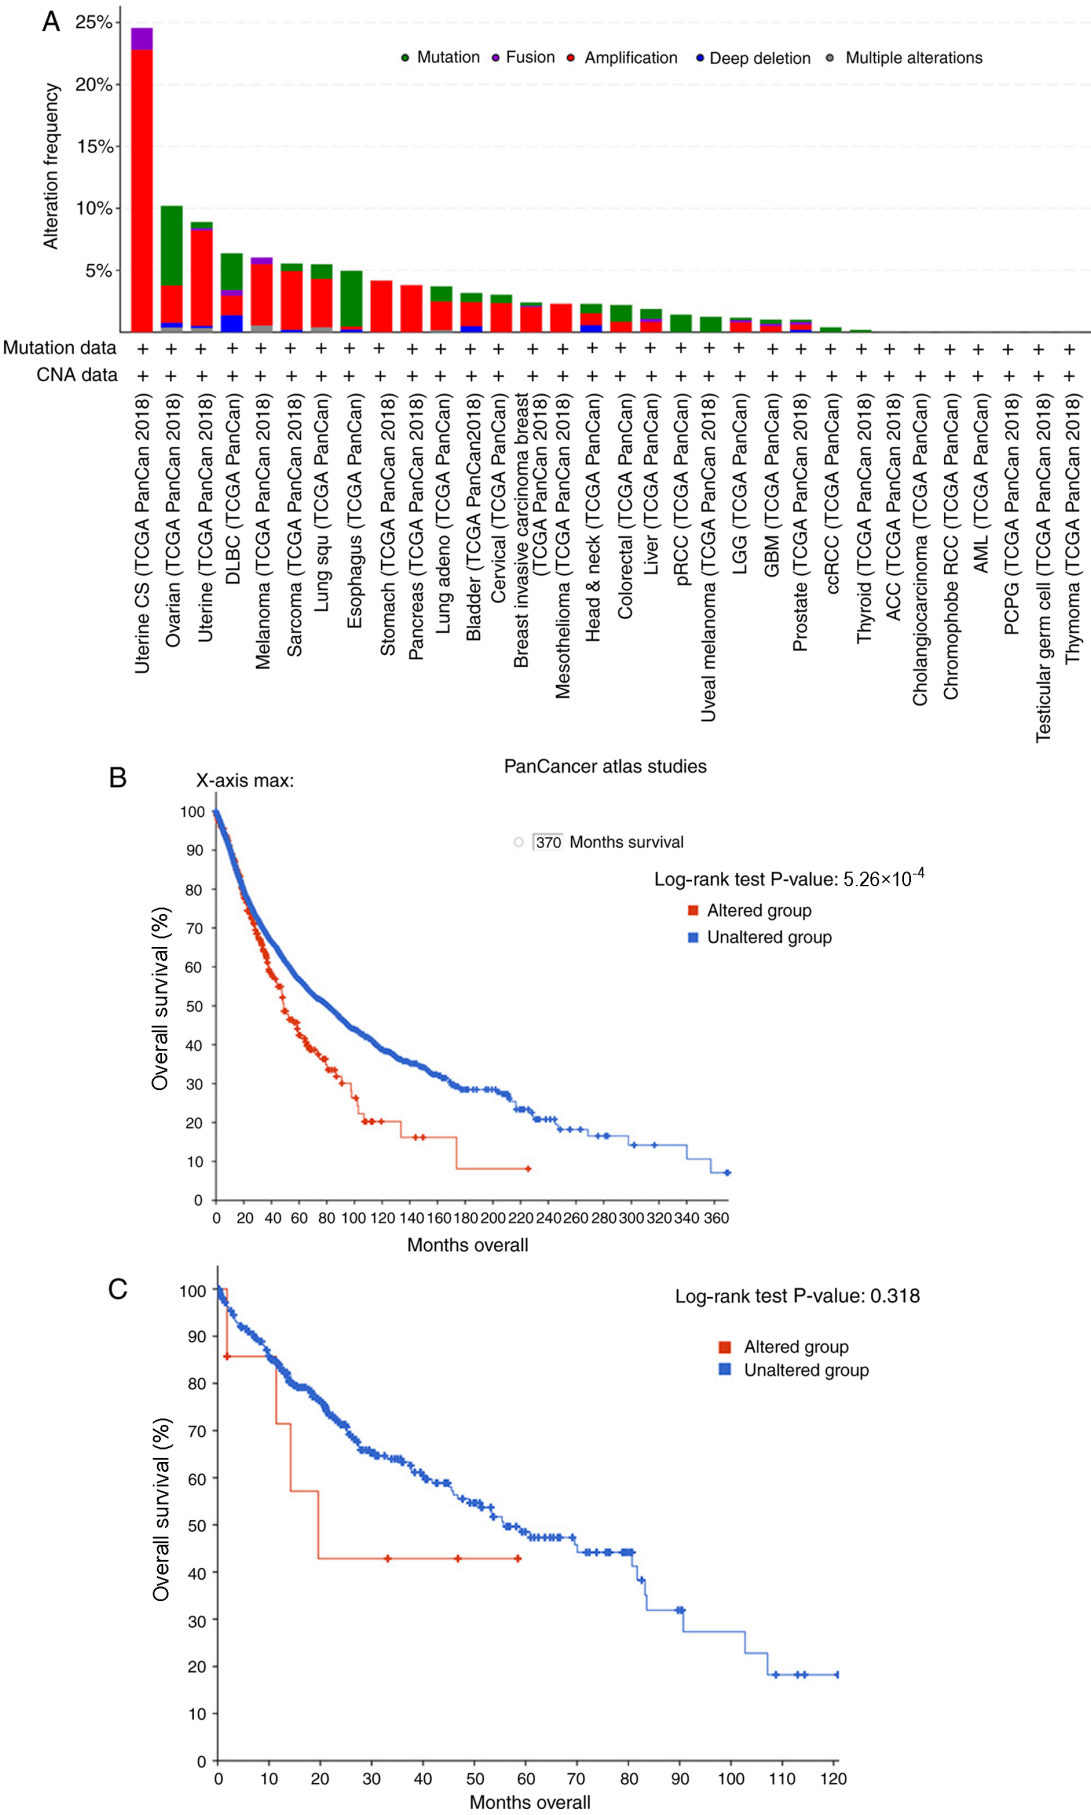 A
25%
20%
15%
10%
5%
Alteration frequency
Mutation Fusion Amplification Deep deletion Multiple alterations
Mutation data + + + + + + + + + + + + + + + + + + + + + + + + + + + + + + + +
CNA data + + + + + + + + + + + + + + + + + + + + + + + + + + + + + + + +
Uterine CS (TCGA PanCan 2018)
Ovarian (TCGA PanCan 2018)
Uterine (TCGA PanCan 2018)
DLBC (TCGA PanCan)
Melanoma (TCGA PanCan 2018)
Sarcoma (TCGA PanCan 2018)
Lung squ (TCGA PanCan)
Esophagus (TCGA PanCan)
Stomach (TCGA PanCan 2018)
Pancreas (TCGA PanCan 2018)
Lung adeno (TCGA PanCan)
Bladder (TCGA PanCan2018)
Cervical (TCGA PanCan)
Breast invasive carcinoma breast
(TCGA PanCan 2018)
Mesothelioma (TCGA PanCan 2018)
Head & neck (TCGA PanCan)
Colorectal (TCGA PanCan)
Liver (TCGA PanCan)
pRCC (TCGA PanCan)
Uveal melanoma (TCGA PanCan 2018)
LGG (TCGA PanCan)
GBM (TCGA PanCan)
Prostate (TCGA PanCan 2018)
ccRCC (TCGA PanCan)
Thyroid (TCGA PanCan 2018)
ACC (TCGA PanCan 2018)
Cholangiocarcinoma (TCGA PanCan)
Chromophobe RCC (TCGA PanCan)
AML (TCGA PanCan)
PCPG (TCGA PanCan 2018)
Testicular germ cell (TCGA PanCan)
Thymoma (TCGA PanCan 2018)
B
X-axis max:
PanCancer atlas studies
370 Months survival
Log-rank test P-value: 5.26×10⁻⁴
Altered group
Unaltered group
Overall survival (%)
100
90
80
70
60
50
40
30
20
10
0
0 20 40 60 80 100 120 140 160 180 200 220 240 260 280 300 320 340 360
Months overall
C
Log-rank test P-value: 0.318
Altered group
Unaltered group
Overall survival (%)
100
90
80
70
60
50
40
30
20
10
0
0 10 20 30 40 50 60 70 80 90 100 110 120
Months overall